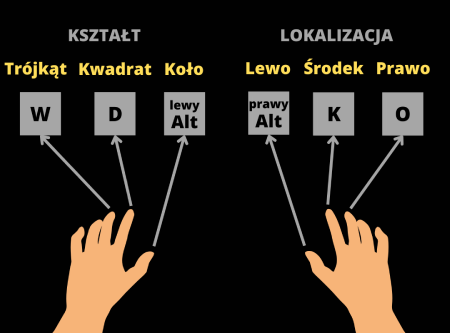 KSZTAŁT LOKALIZACJA
Trójkąt Kwadrat Koło Lewo Środek Prawo
W D lewy Alt prawy Alt K O